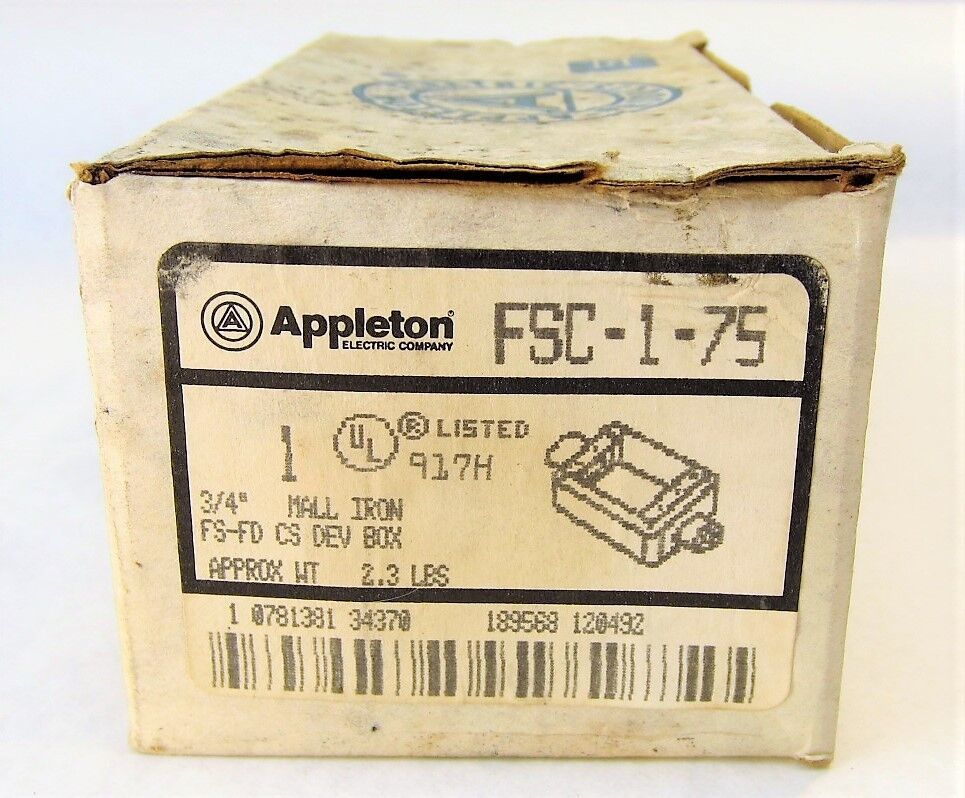 Appleton®
ELECTRIC COMPANY
FSC-1-75
1
UL ® LISTED
917H
3/4" MALL IRON
FS-FD CS DEV BOX
APPROX WT 2.3 LBS
1 0781381 34370 189568 120492